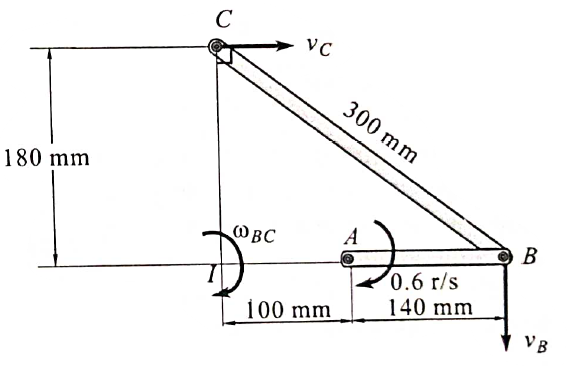 C
v_C
300 mm
180 mm
ω_BC
A
I
0.6 r/s
B
100 mm
140 mm
v_B